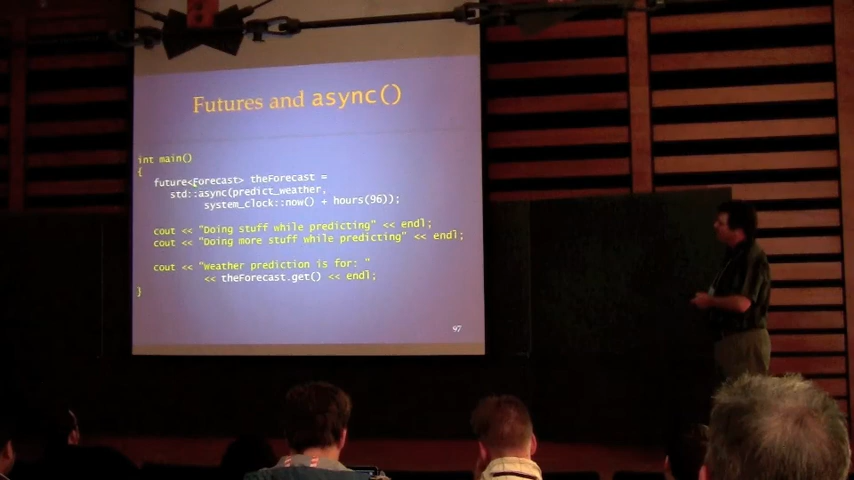 Futures and async()
int main()
{
future<Forecast> theForecast =
std::async(predict_weather,
system_clock::now() + hours(96));
cout << "Doing stuff while predicting" << endl;
cout << "Doing more stuff while predicting" << endl;
cout << "Weather prediction is for: "
<< theForecast.get() << endl;
}
97